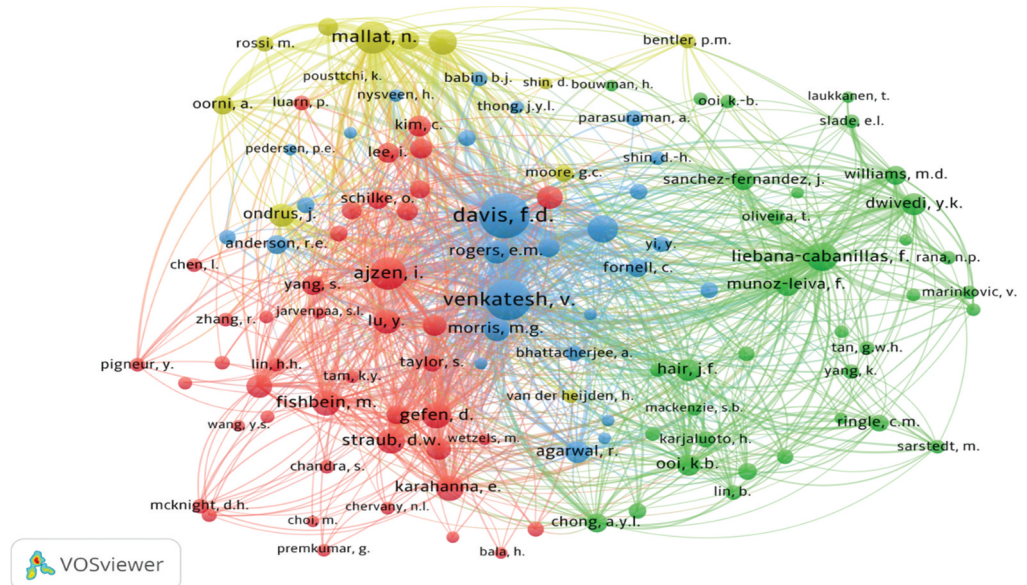 mallat, n.
rossi, m.
bentler, p.m.
pousttchi, k.
babin, b.j.
shin, d.
bouwman, h.
nysveen, h.
oorni, a.
luarn, p.
thong, j.y.l.
ooi, k.-b.
laukkanen, t.
slade, e.l.
kim, c.
parasuraman, a.
pedersen, p.e.
lee, i.
shin, d.-h.
moore, g.c.
sanchez-fernandez, j.
williams, m.d.
schilke, o.
dwivedi, y.k.
ondrus, j.
davis, f.d.
oliveira, t.
anderson, r.e.
rogers, e.m.
yi, y.
liebana-cabanillas, f.
rana, n.p.
chen, l.
ajzen, i.
fornell, c.
yang, s.
munoz-leiva, f.
marinkovic, v.
venkatesh, v.
jarvenpaa, s.l.
zhang, r.
lu, y.
morris, m.g.
tan, g.w.h.
pigneur, y.
lin, h.h.
taylor, s.
bhattacherjee, a.
hair, j.f.
yang, k.
tam, k.y.
van der heijden, h.
fishbein, m.
gefen, d.
mackenzie, s.b.
wang, y.s.
ringle, c.m.
straub, d.w.
wetzels, m.
karjaluoto, h.
sarstedt, m.
agarwal, r.
chandra, s.
ooi, k.b.
karahanna, e.
lin, b.
mcknight, d.h.
chervany, n.l.
choi, m.
chong, a.y.l.
premkumar, g.
bala, h.
VOSviewer